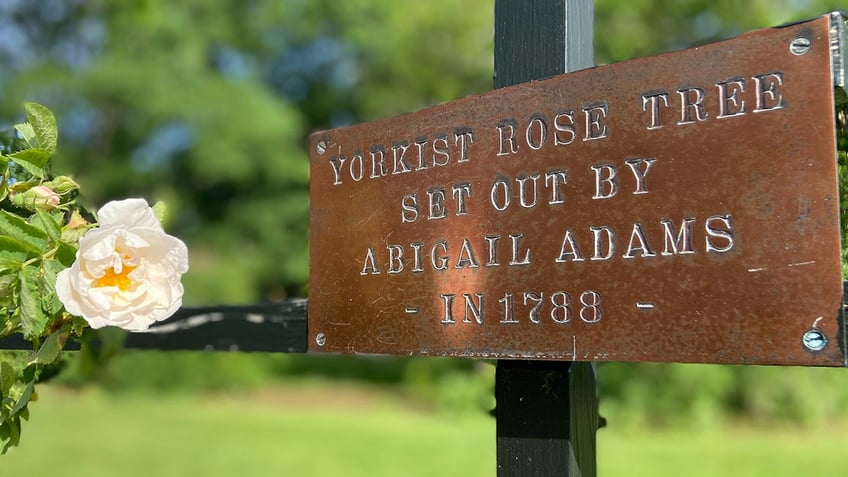 YORKIST ROSE TREE
SET OUT BY
ABIGAIL ADAMS
- IN 1788 -